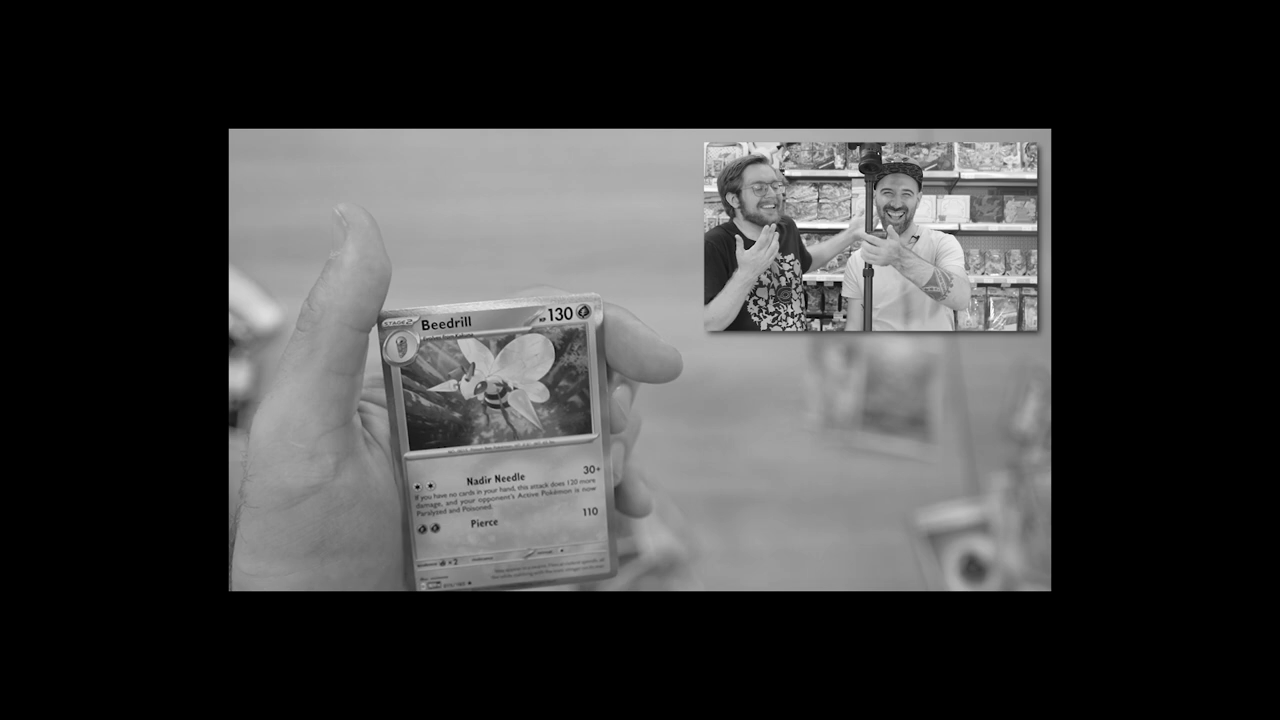 STAGE 2
Beedrill
HP 130
Nadir Needle 30+
If you have no cards in your hand, this attack does 120 more
damage, and your opponent's Active Pokémon is now
Paralyzed and Poisoned.
Pierce 110
×2